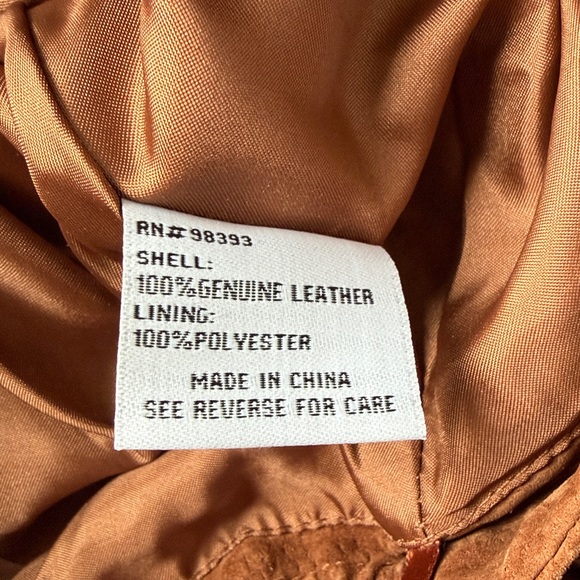 RN# 98393
SHELL:
100%GENUINE LEATHER
LINING:
100%POLYESTER
MADE IN CHINA
SEE REVERSE FOR CARE